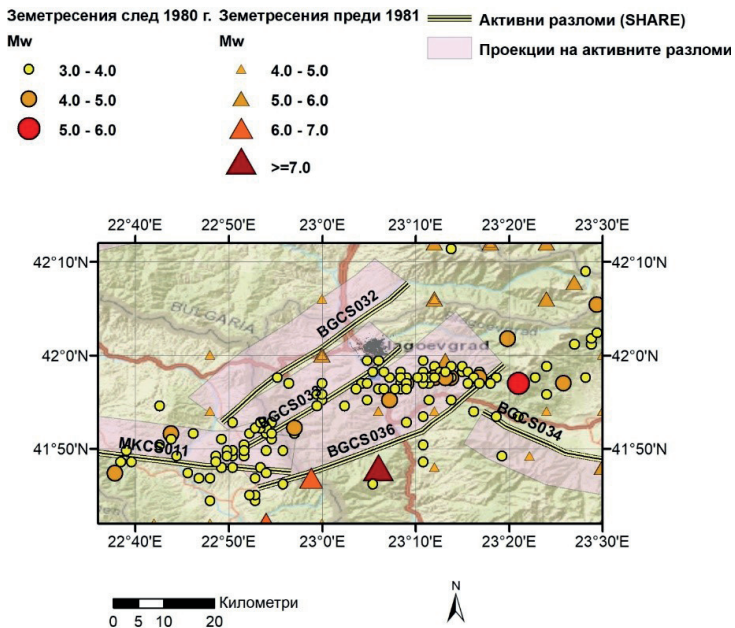 Земетресения след 1980 г.
Mw
3.0 - 4.0
4.0 - 5.0
5.0 - 6.0
Земетресения преди 1981
Mw
4.0 - 5.0
5.0 - 6.0
6.0 - 7.0
>=7.0
Активни разломи (SHARE)
Проекции на активните разломи
22°40'E 22°50'E 23°0'E 23°10'E 23°20'E 23°30'E
42°10'N 42°10'N
BULGARIA
BGCS032
lagoevgrad
42°0'N 42°0'N
BGCS033
BGCS036
BGCS034
MKCS011
41°50'N 41°50'N
22°40'E 22°50'E 23°0'E 23°10'E 23°20'E 23°30'E
N
Километри
0 5 10 20